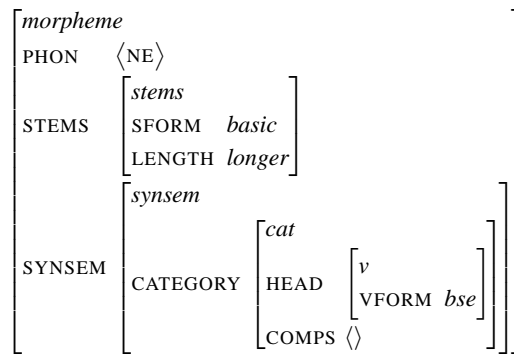 morpheme
PHON ⟨NE⟩
stems
STEMS SFORM basic
LENGTH longer
synsem
cat
v
SYNSEM CATEGORY HEAD VFORM bse
COMPS ⟨⟩